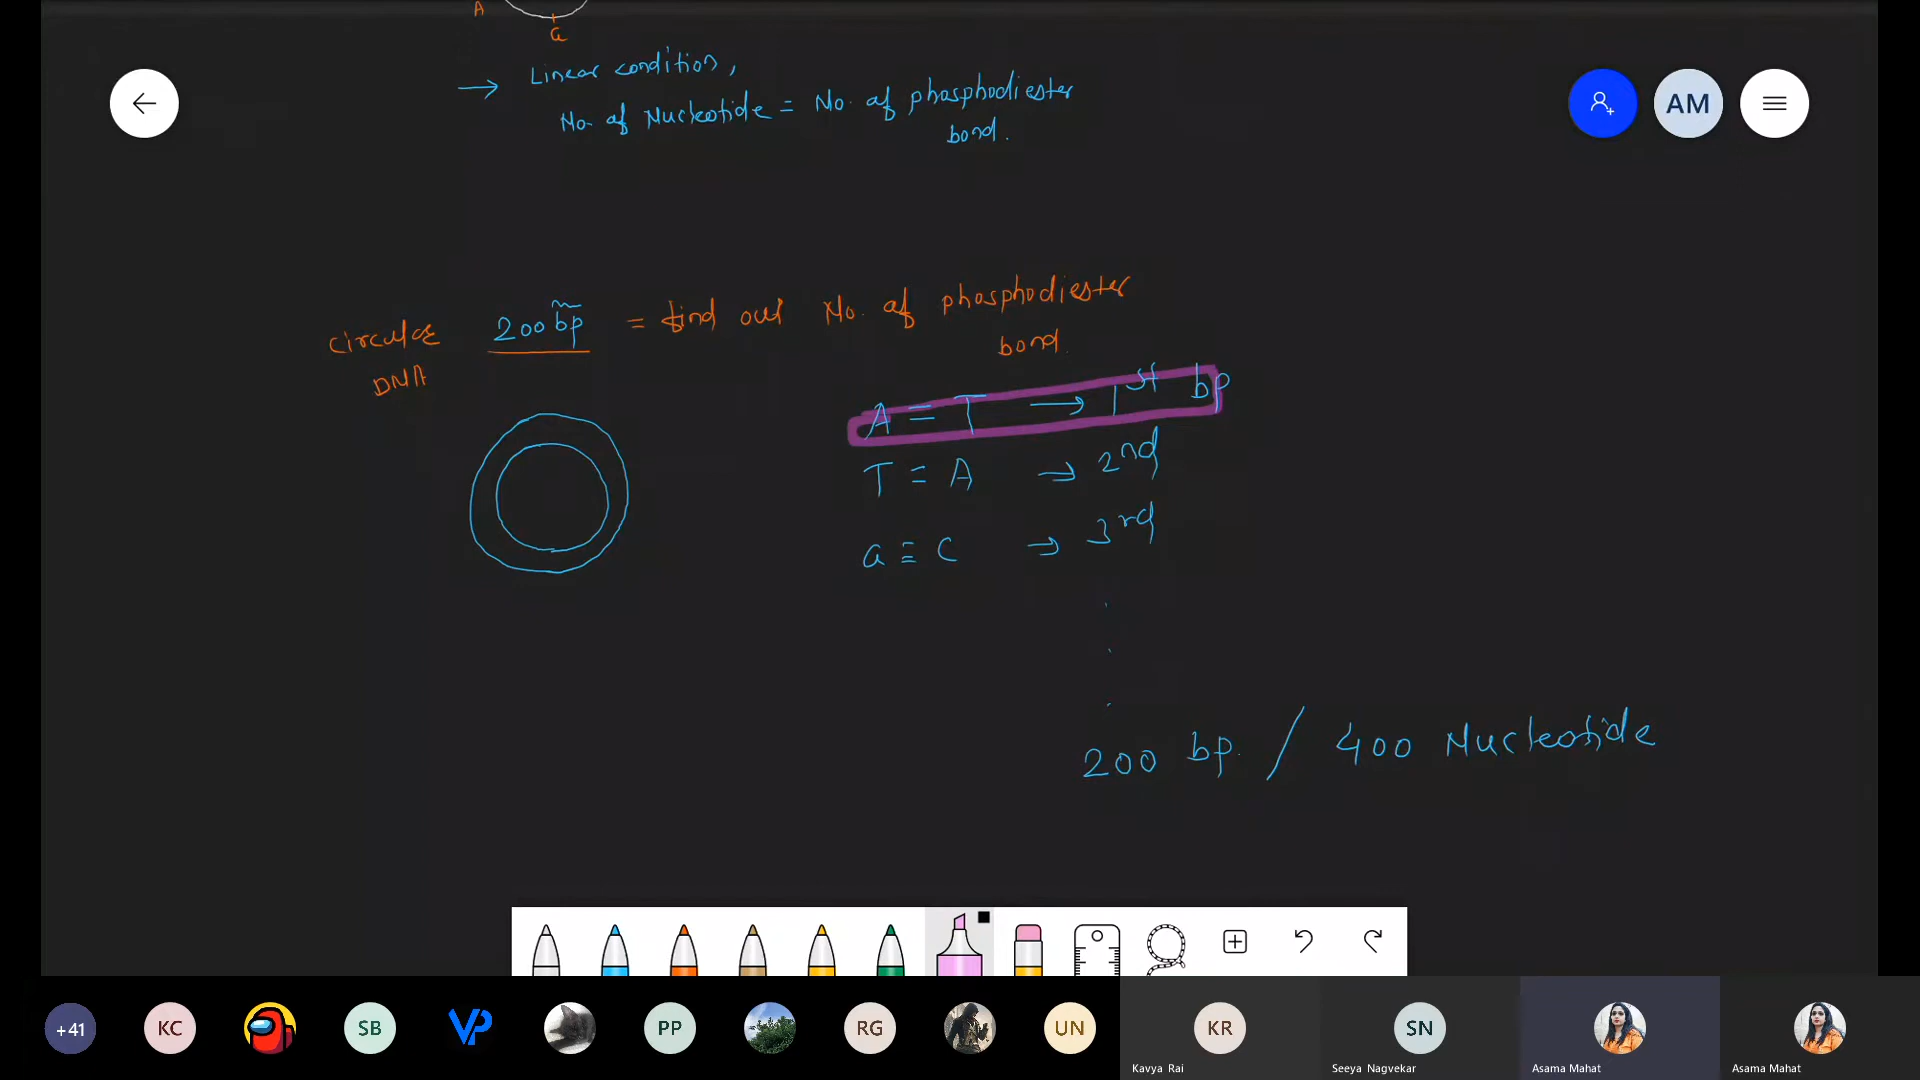 A
G
→ Linear condition,
No. of Nucleotide = No. of phosphodiester
bond.
AM
circular 200 bp = find out No. of phosphodiester
DNA bond.
A = T → 1st bp
T = A → 2nd
G ≡ C → 3rd
.
.
.
200 bp. / 400 Nucleotide
+41
KC
SB
VP
PP
RG
UN
KR
Kavya Rai
SN
Seeya Nagvekar
Asama Mahat
Asama Mahat